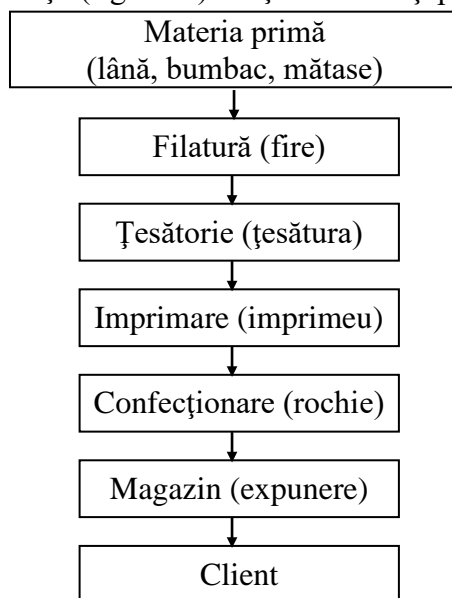 Materia primă
(lână, bumbac, mătase)
Filatură (fire)
Ţesătorie (ţesătura)
Imprimare (imprimeu)
Confecţionare (rochie)
Magazin (expunere)
Client